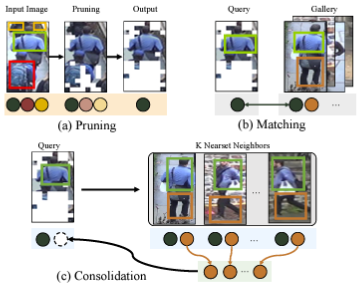 Input Image Pruning Output
(a) Pruning
Query Gallery
...
(b) Matching
Query
K Nearset Neighbors
...
...
(c) Consolidation
...